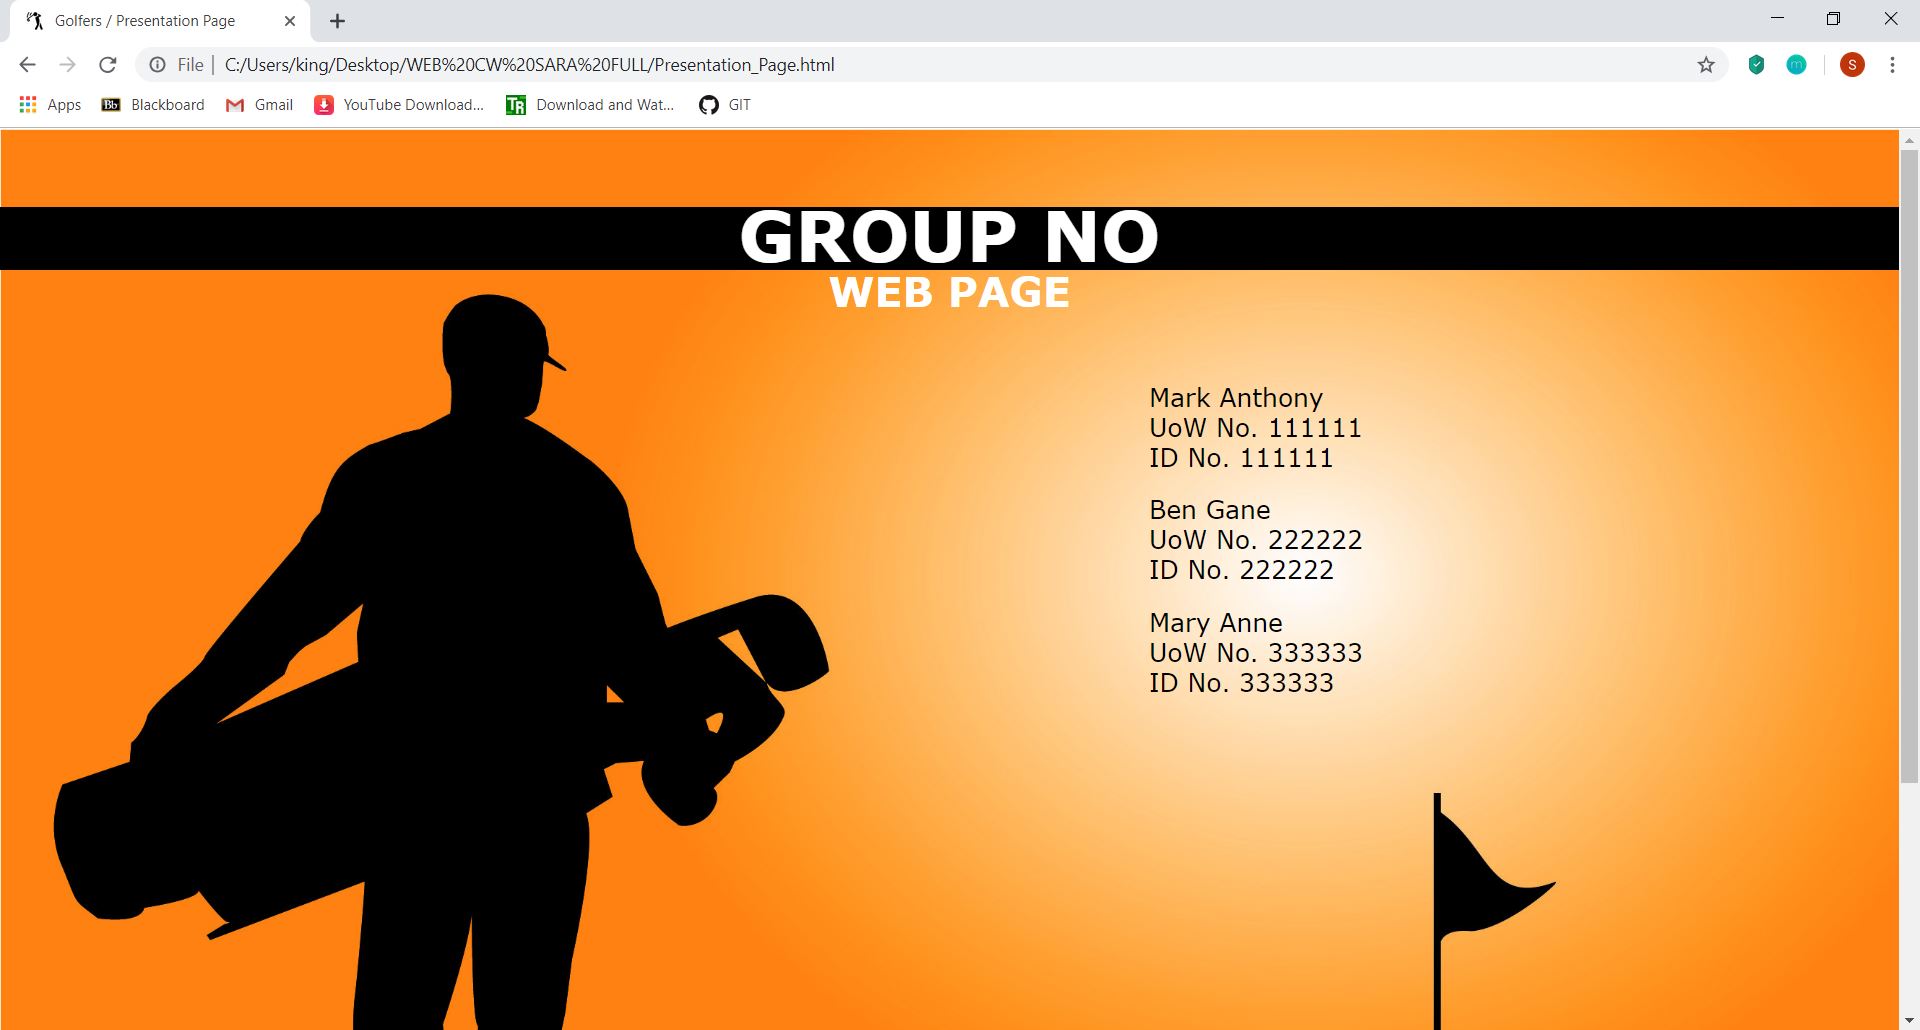 Golfers / Presentation Page
File | C:/Users/king/Desktop/WEB%20CW%20SARA%20FULL/Presentation_Page.html
m
S
Apps
Bb Blackboard
Gmail
YouTube Download...
TR Download and Wat...
GIT
GROUP NO
WEB PAGE
Mark Anthony
UoW No. 111111
ID No. 111111
Ben Gane
UoW No. 222222
ID No. 222222
Mary Anne
UoW No. 333333
ID No. 333333